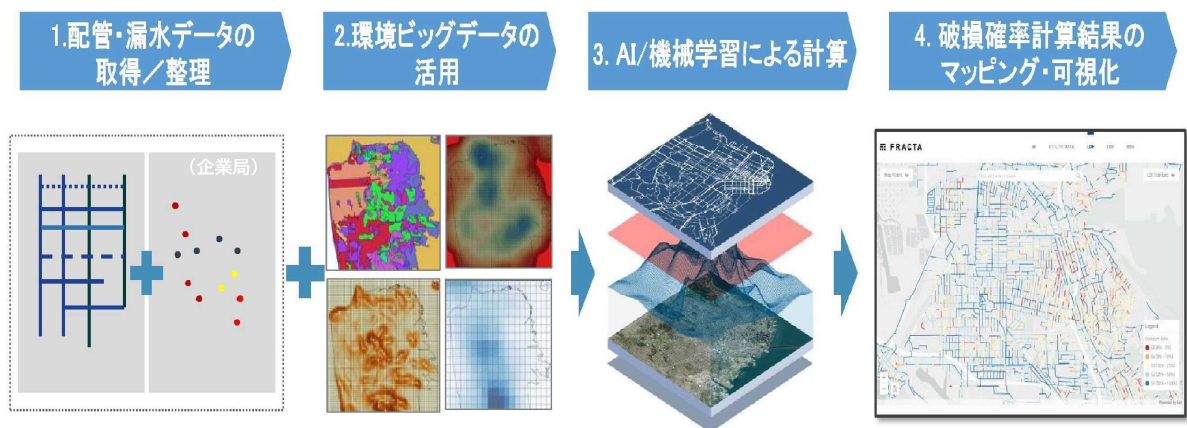 1.配管・漏水データの
取得／整理
2.環境ビッグデータの
活用
3. AI/機械学習による計算
4. 破損確率計算結果の
マッピング・可視化
（企業局）
FRACTA
Legend